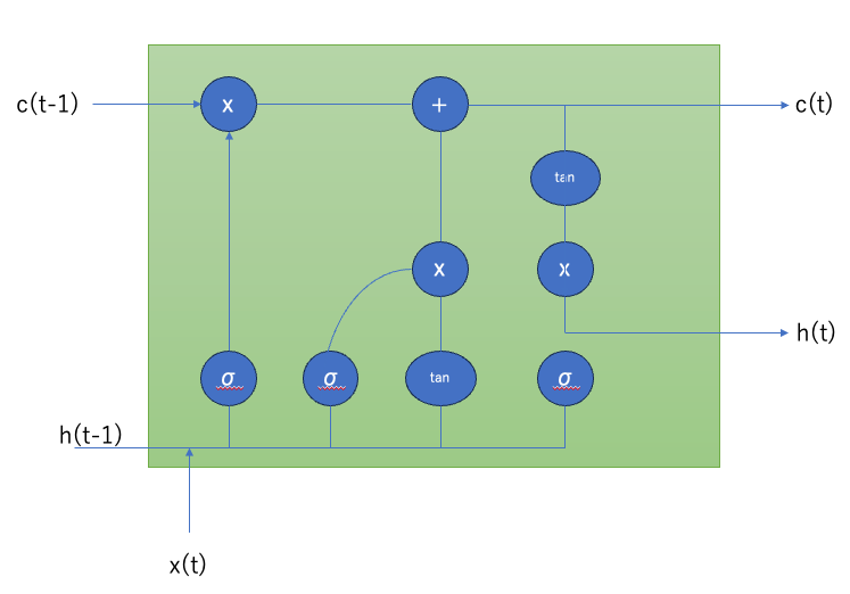 c(t-1)
x
+
c(t)
tan
x
x
h(t)
σ
σ
tan
σ
h(t-1)
x(t)